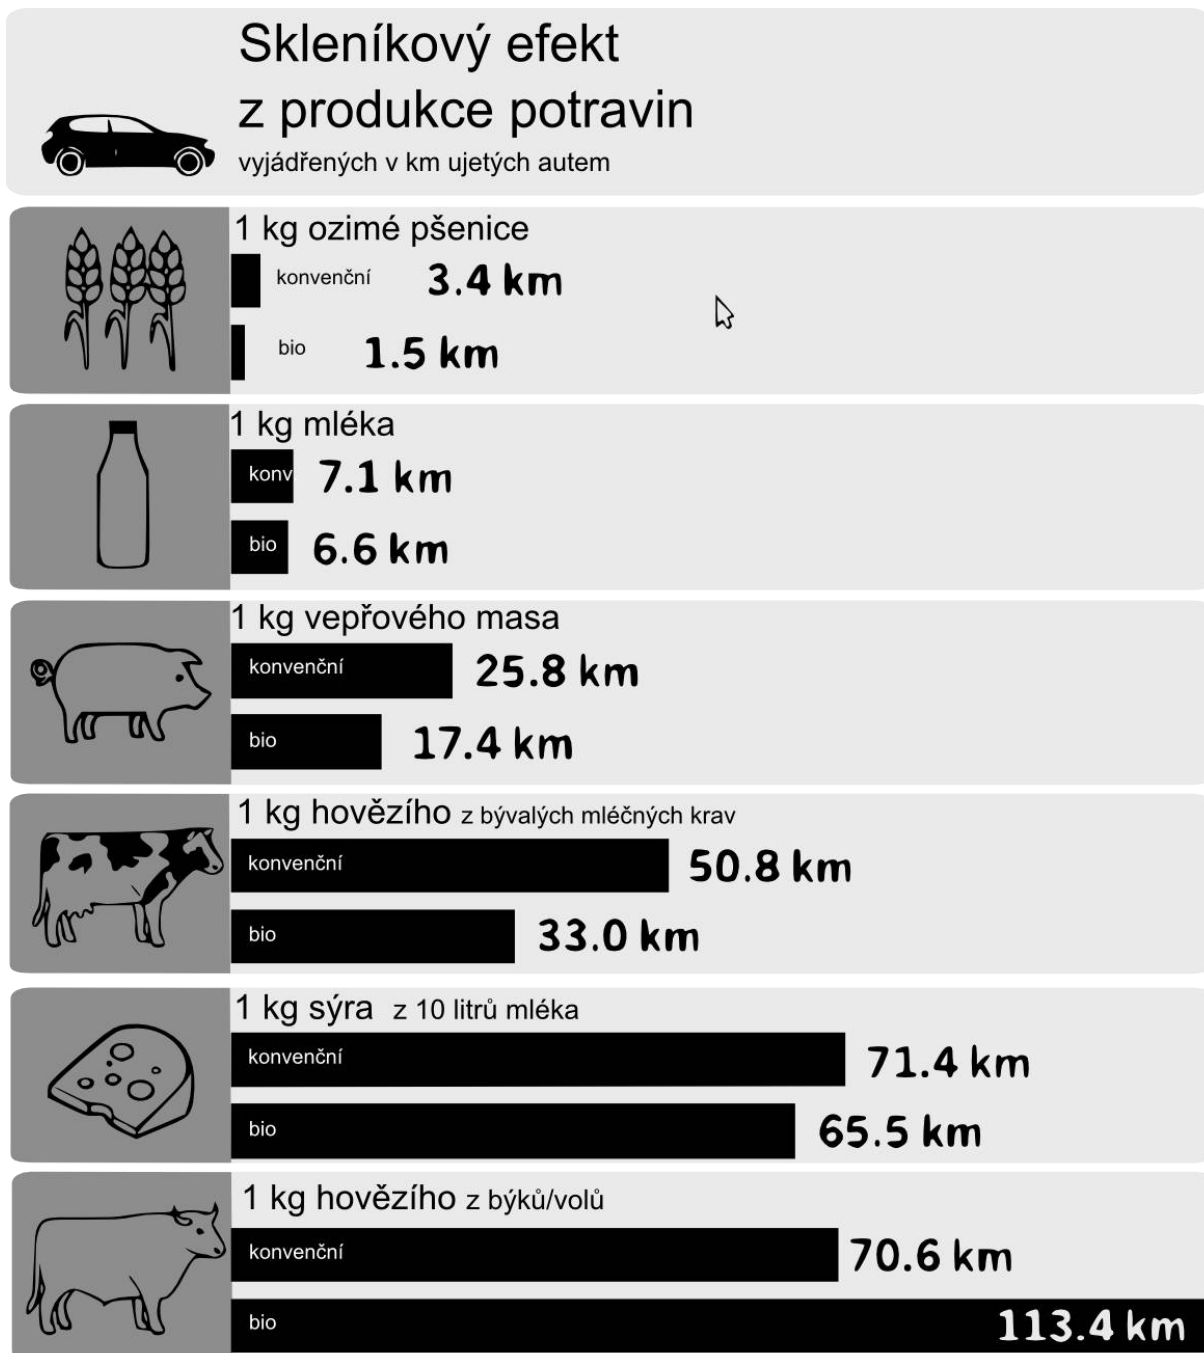 Skleníkový efekt
z produkce potravin
vyjádřených v km ujetých autem
1 kg ozimé pšenice
konvenční 3.4 km
bio 1.5 km
1 kg mléka
konv 7.1 km
bio 6.6 km
1 kg vepřového masa
konvenční 25.8 km
bio 17.4 km
1 kg hovězího z bývalých mléčných krav
konvenční 50.8 km
bio 33.0 km
1 kg sýra z 10 litrů mléka
konvenční 71.4 km
bio 65.5 km
1 kg hovězího z býků/volů
konvenční 70.6 km
bio 113.4 km